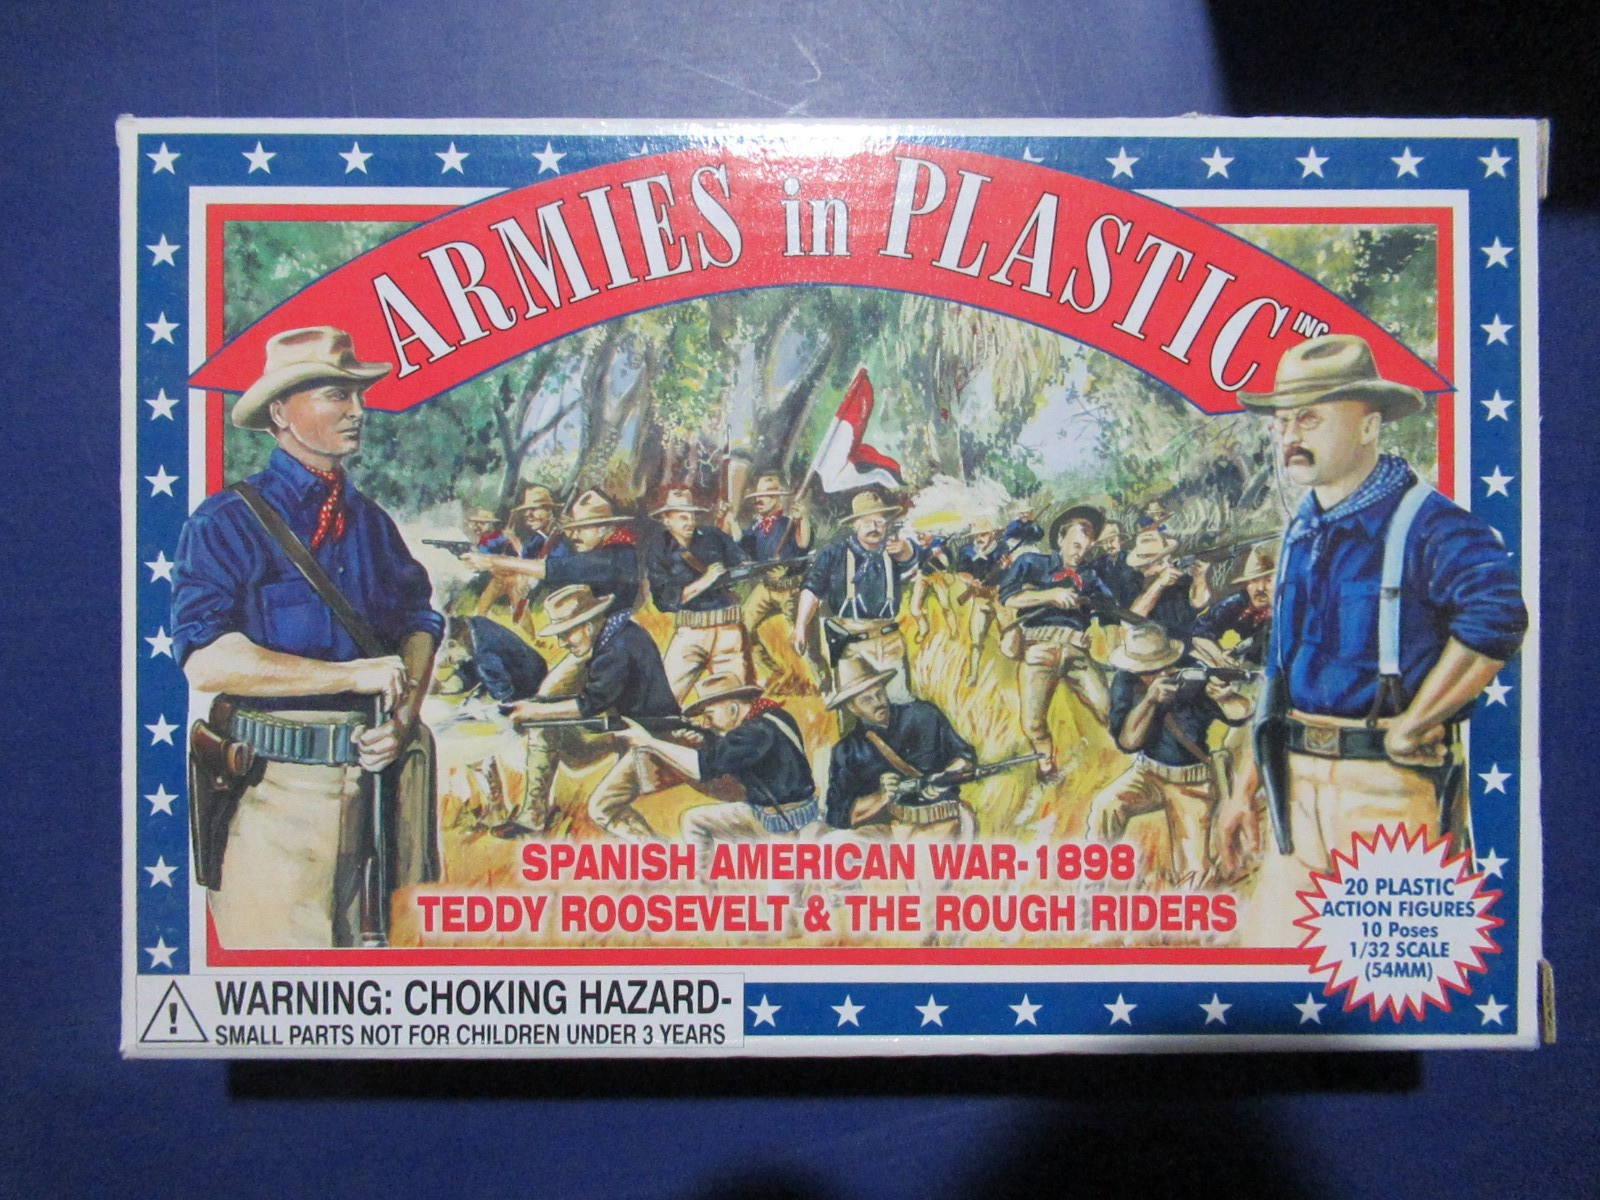 ARMIES in PLASTIC INC
SPANISH AMERICAN WAR-1898
TEDDY ROOSEVELT & THE ROUGH RIDERS
20 PLASTIC
ACTION FIGURES
10 Poses
1/32 SCALE
(54MM)
WARNING: CHOKING HAZARD-
SMALL PARTS NOT FOR CHILDREN UNDER 3 YEARS